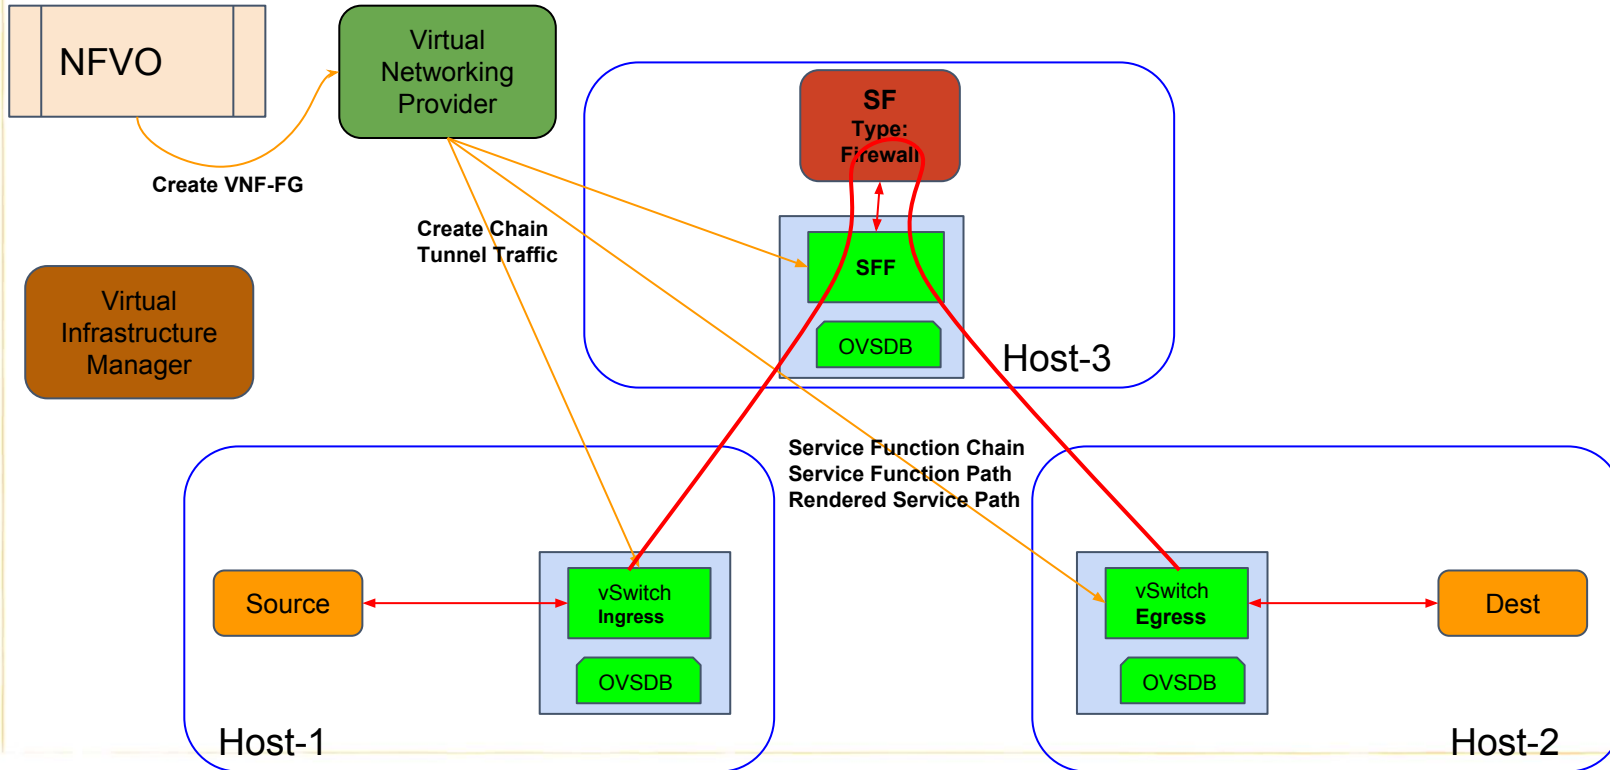 NFVO
Virtual
Networking
Provider
Create VNF-FG
SF
Type:
Firewall
Create Chain
Tunnel Traffic
SFF
OVSDB
Host-3
Virtual
Infrastructure
Manager
Service Function Chain
Service Function Path
Rendered Service Path
Source
vSwitch
Ingress
OVSDB
Host-1
vSwitch
Egress
OVSDB
Dest
Host-2